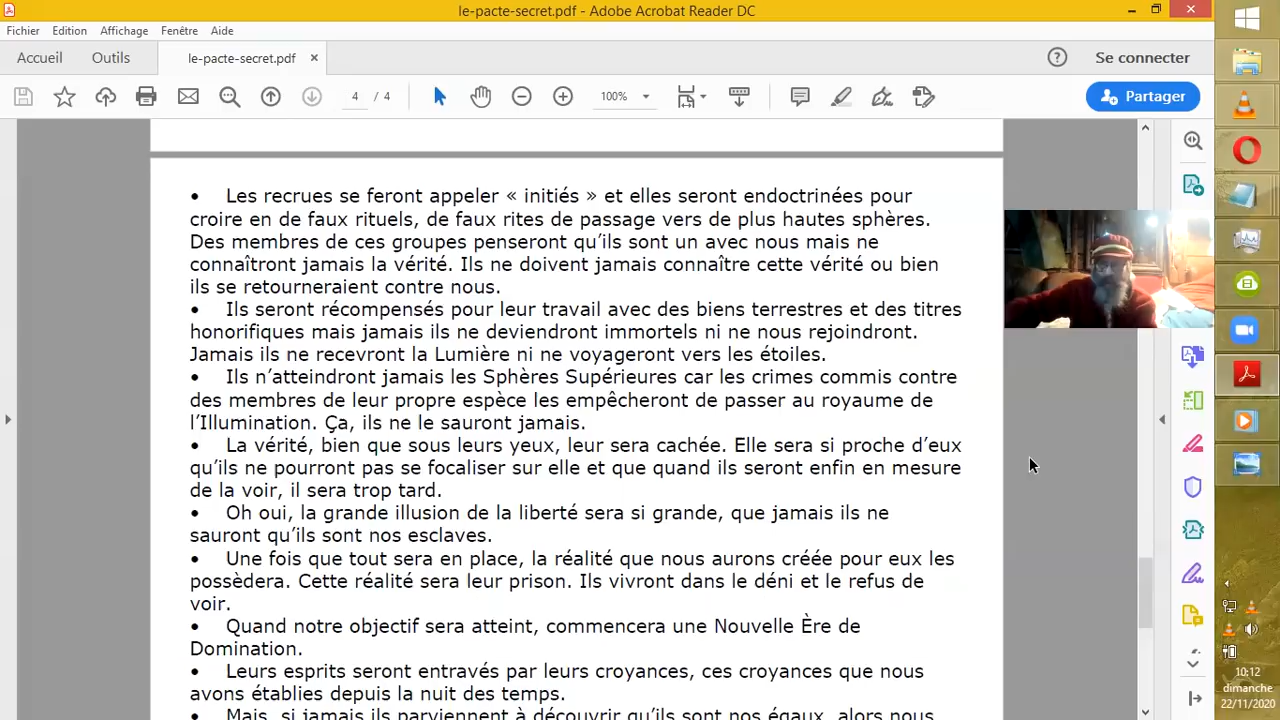 le-pacte-secret.pdf - Adobe Acrobat Reader DC
Fichier Edition Affichage Fenêtre Aide
Accueil Outils le-pacte-secret.pdf × Se connecter
4 / 4 100% Partager
• Les recrues se feront appeler « initiés » et elles seront endoctrinées pour
croire en de faux rituels, de faux rites de passage vers de plus hautes sphères.
Des membres de ces groupes penseront qu’ils sont un avec nous mais ne
connaîtront jamais la vérité. Ils ne doivent jamais connaître cette vérité ou bien
ils se retourneraient contre nous.
• Ils seront récompensés pour leur travail avec des biens terrestres et des titres
honorifiques mais jamais ils ne deviendront immortels ni ne nous rejoindront.
Jamais ils ne recevront la Lumière ni ne voyageront vers les étoiles.
• Ils n’atteindront jamais les Sphères Supérieures car les crimes commis contre
des membres de leur propre espèce les empêcheront de passer au royaume de
l’Illumination. Ça, ils ne le sauront jamais.
• La vérité, bien que sous leurs yeux, leur sera cachée. Elle sera si proche d’eux
qu’ils ne pourront pas se focaliser sur elle et que quand ils seront enfin en mesure
de la voir, il sera trop tard.
• Oh oui, la grande illusion de la liberté sera si grande, que jamais ils ne
sauront qu’ils sont nos esclaves.
• Une fois que tout sera en place, la réalité que nous aurons créée pour eux les
possèdera. Cette réalité sera leur prison. Ils vivront dans le déni et le refus de
voir.
• Quand notre objectif sera atteint, commencera une Nouvelle Ère de
Domination.
• Leurs esprits seront entravés par leurs croyances, ces croyances que nous
avons établies depuis la nuit des temps.
• Mais, si jamais ils parviennent à découvrir qu’ils sont nos égaux, alors nous
10:12
dimanche
22/11/2020